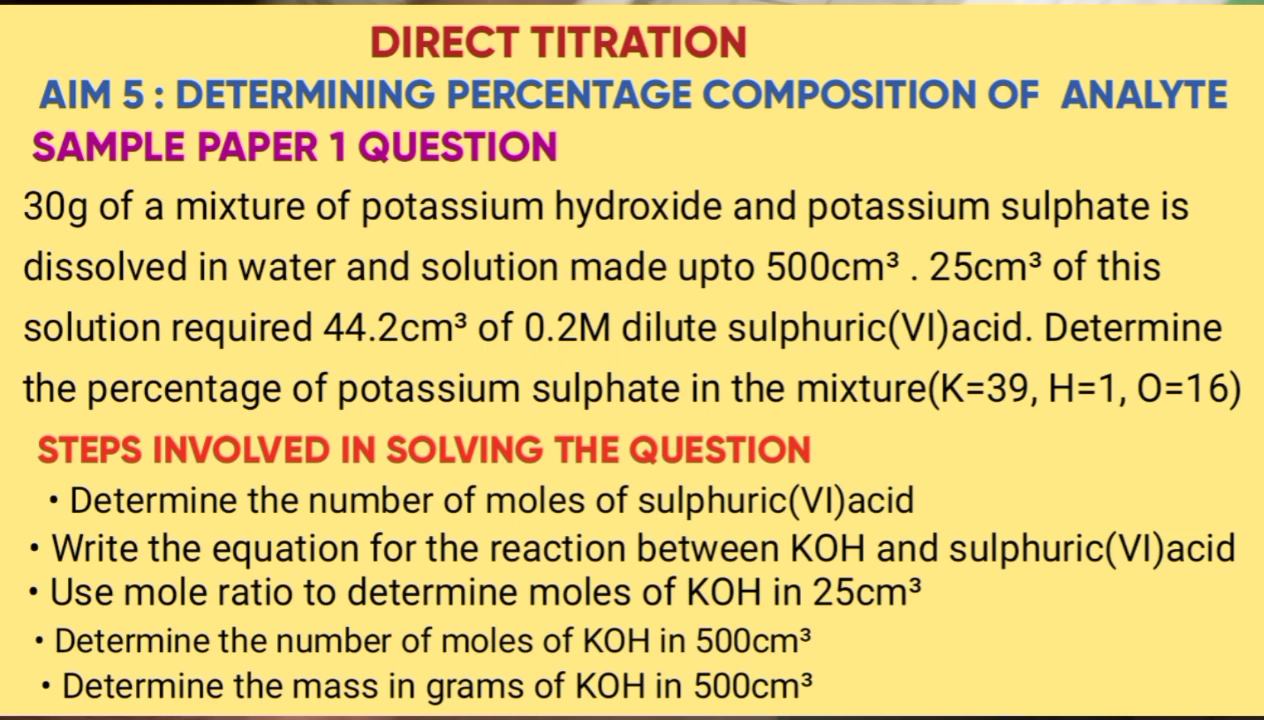 DIRECT TITRATION
AIM 5 : DETERMINING PERCENTAGE COMPOSITION OF ANALYTE
SAMPLE PAPER 1 QUESTION
30g of a mixture of potassium hydroxide and potassium sulphate is
dissolved in water and solution made upto 500cm³ . 25cm³ of this
solution required 44.2cm³ of 0.2M dilute sulphuric(VI)acid. Determine
the percentage of potassium sulphate in the mixture(K=39, H=1, O=16)
STEPS INVOLVED IN SOLVING THE QUESTION
• Determine the number of moles of sulphuric(VI)acid
• Write the equation for the reaction between KOH and sulphuric(VI)acid
• Use mole ratio to determine moles of KOH in 25cm³
• Determine the number of moles of KOH in 500cm³
• Determine the mass in grams of KOH in 500cm³